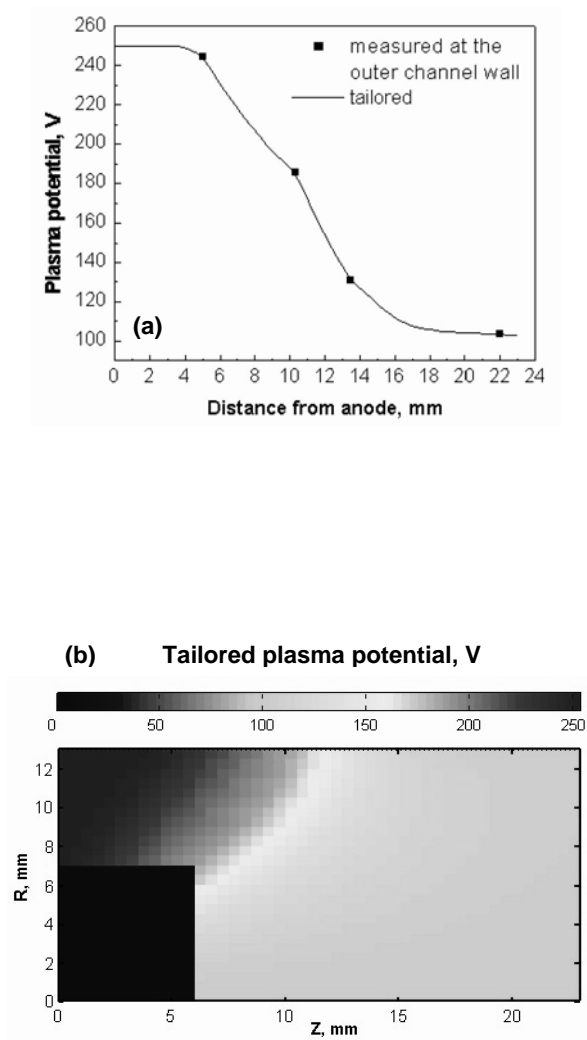 260
240
220
200
180
160
140
120
100
Plasma potential, V
measured at the
outer channel wall
tailored
(a)
0 2 4 6 8 10 12 14 16 18 20 22 24
Distance from anode, mm
(b) Tailored plasma potential, V
0 50 100 150 200 250
12
10
8
6
4
2
0
R, mm
0 5 10 15 20
Z, mm